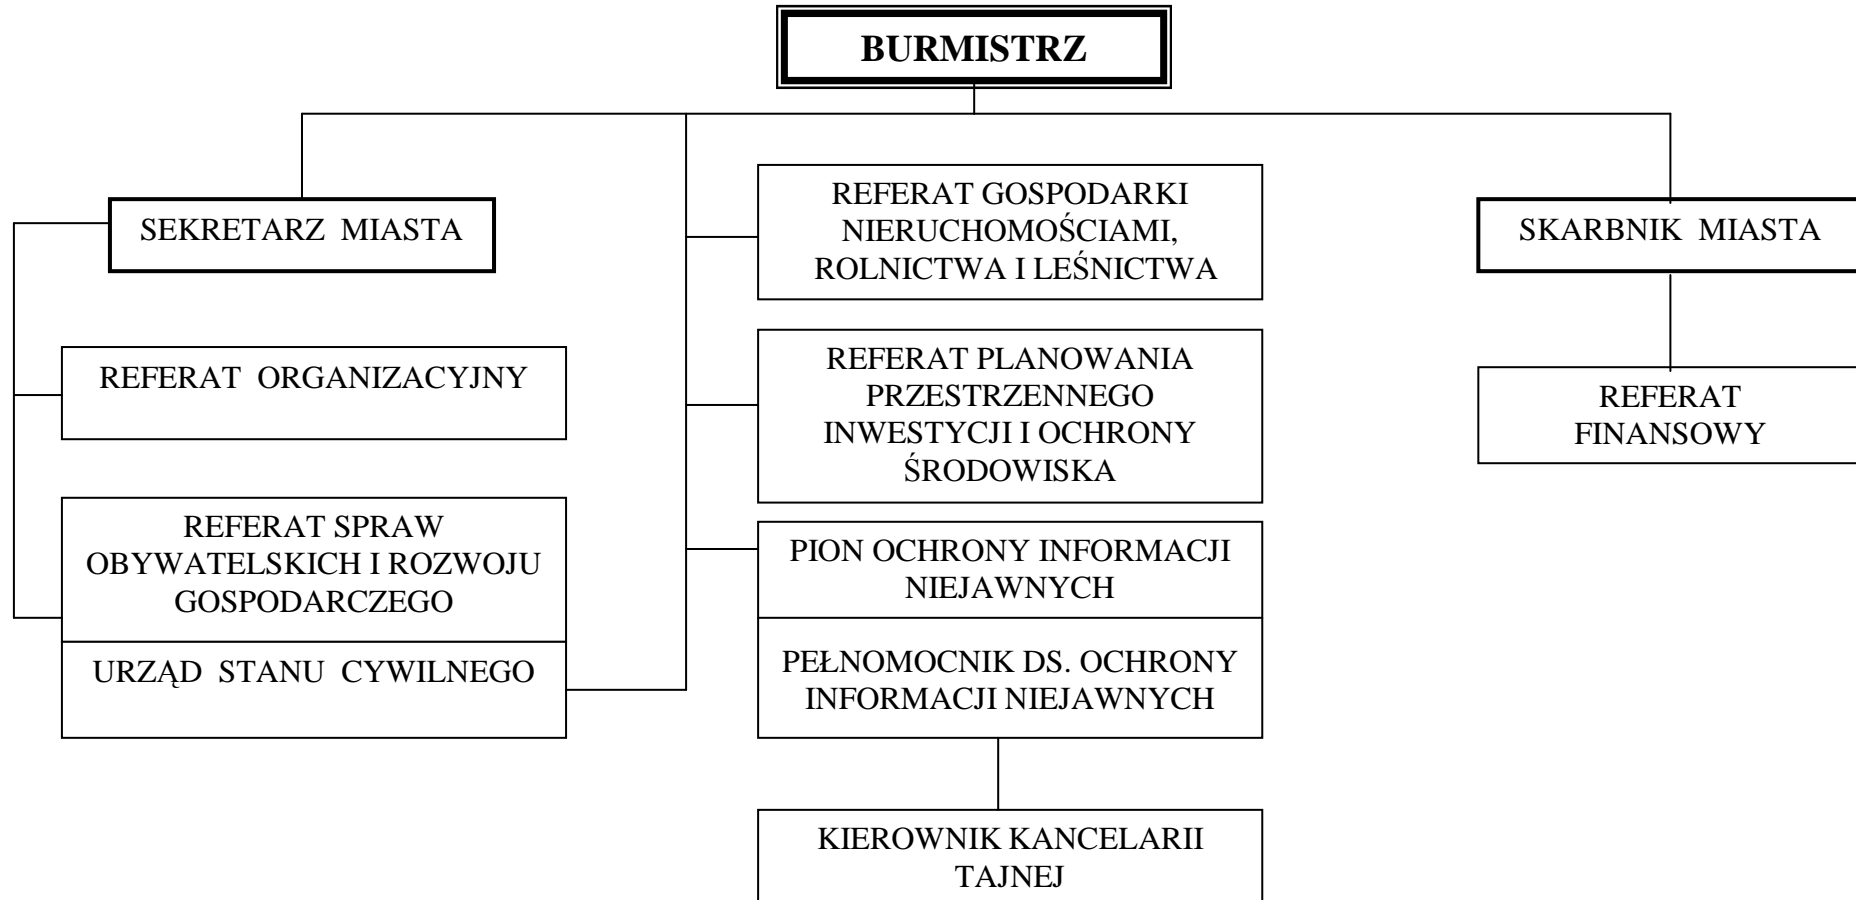 BURMISTRZ
SEKRETARZ MIASTA
REFERAT ORGANIZACYJNY
REFERAT SPRAW
OBYWATELSKICH I ROZWOJU
GOSPODARCZEGO
URZĄD STANU CYWILNEGO
REFERAT GOSPODARKI
NIERUCHOMOŚCIAMI,
ROLNICTWA I LEŚNICTWA
REFERAT PLANOWANIA
PRZESTRZENNEGO
INWESTYCJI I OCHRONY
ŚRODOWISKA
PION OCHRONY INFORMACJI
NIEJAWNYCH
PEŁNOMOCNIK DS. OCHRONY
INFORMACJI NIEJAWNYCH
KIEROWNIK KANCELARII
TAJNEJ
SKARBNIK MIASTA
REFERAT
FINANSOWY